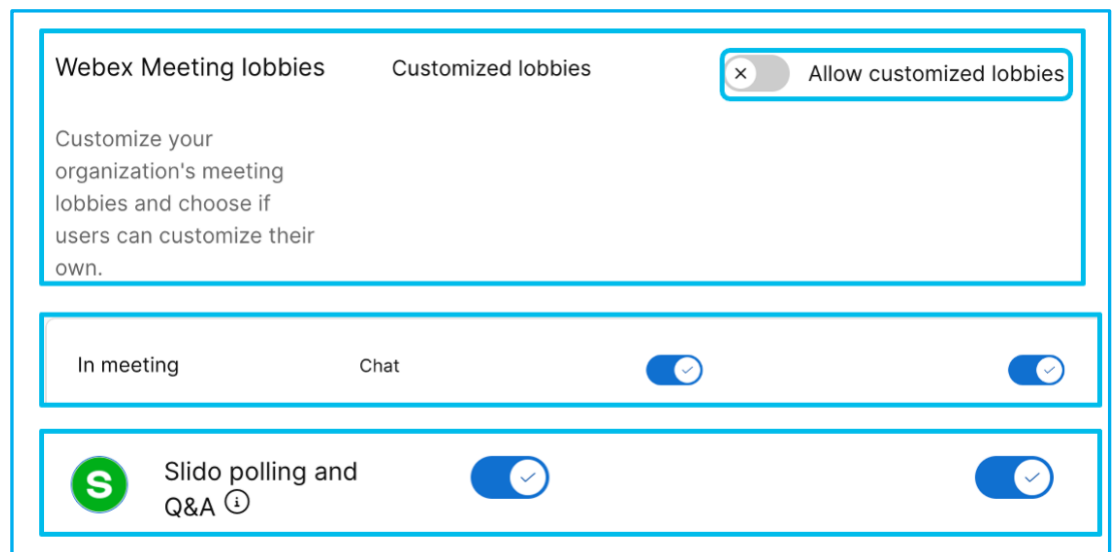 Webex Meeting lobbies Customized lobbies Allow customized lobbies
Customize your
organization's meeting
lobbies and choose if
users can customize their
own.
In meeting Chat
S Slido polling and
Q&A